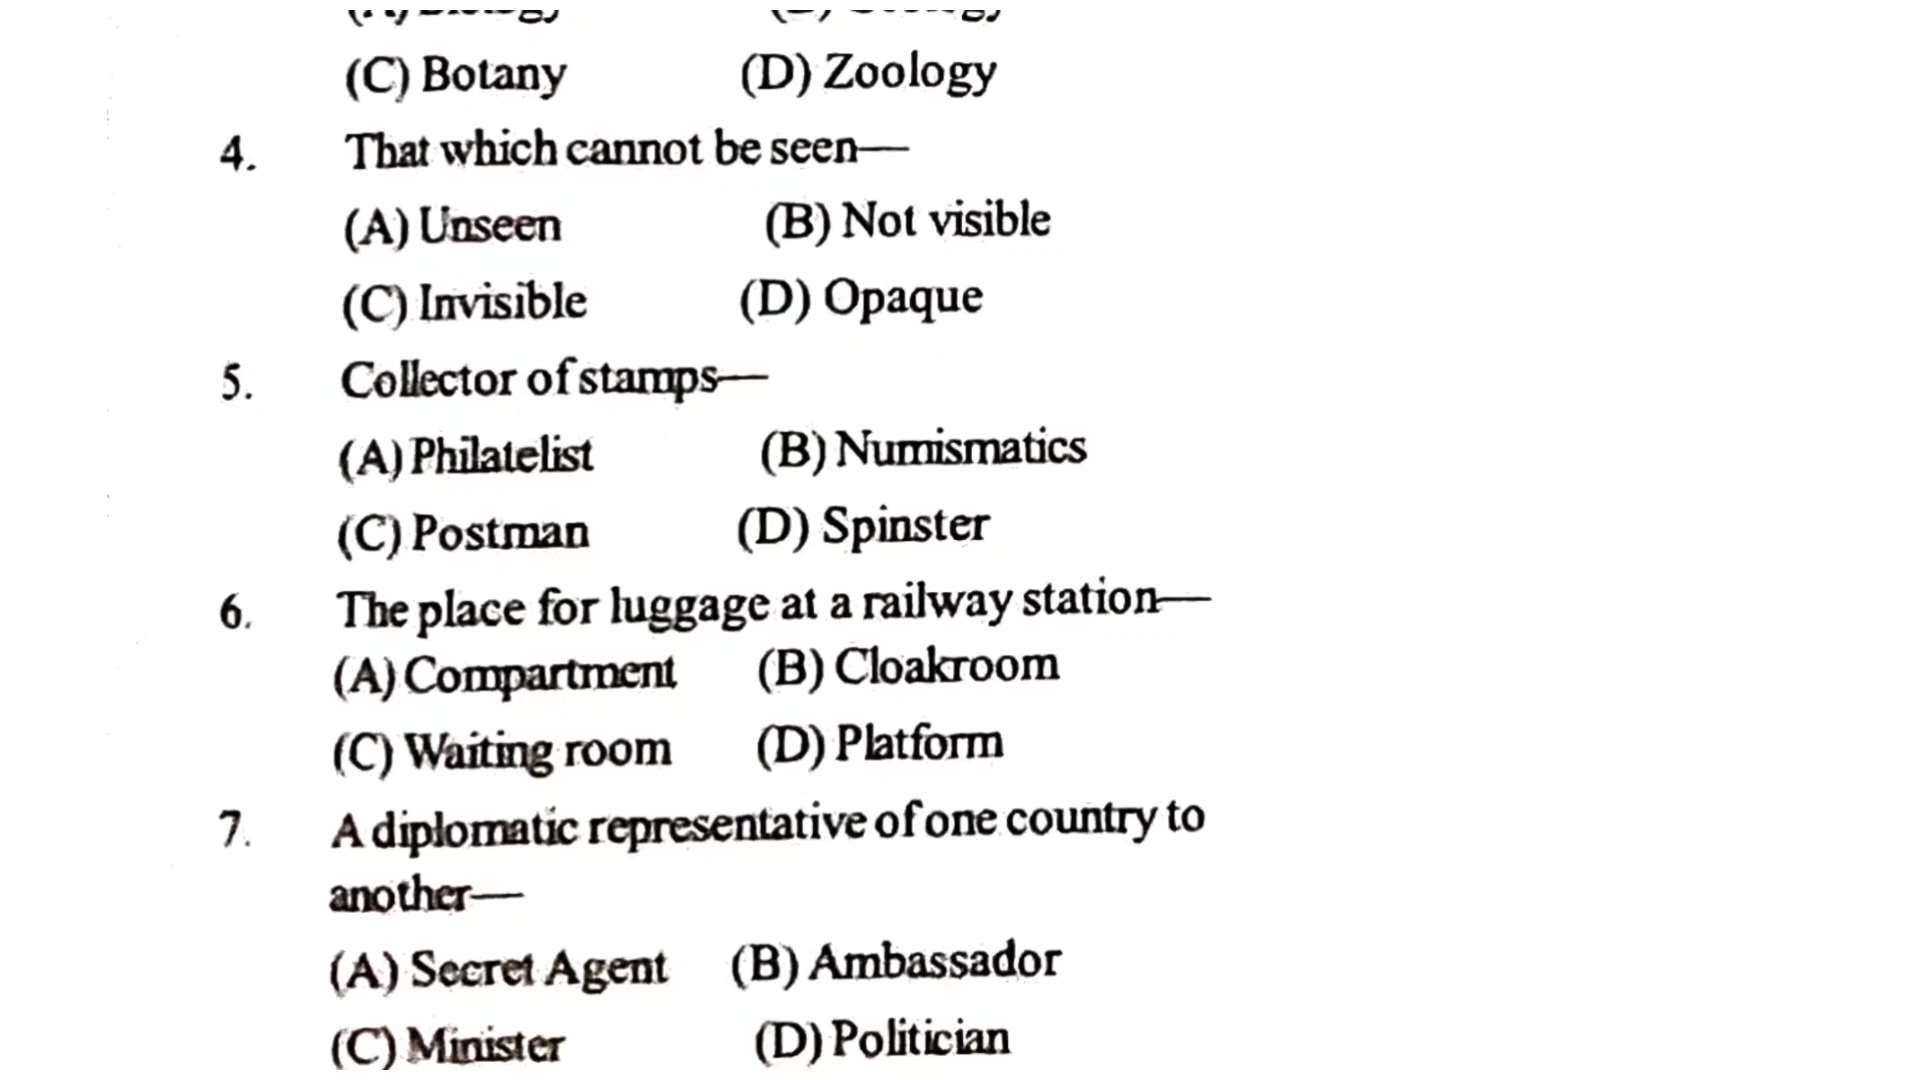 (C) Botany (D) Zoology
4. That which cannot be seen—
(A) Unseen (B) Not visible
(C) Invisible (D) Opaque
5. Collector of stamps—
(A) Philatelist (B) Numismatics
(C) Postman (D) Spinster
6. The place for luggage at a railway station—
(A) Compartment (B) Cloakroom
(C) Waiting room (D) Platform
7. A diplomatic representative of one country to
another—
(A) Secret Agent (B) Ambassador
(C) Minister (D) Politician